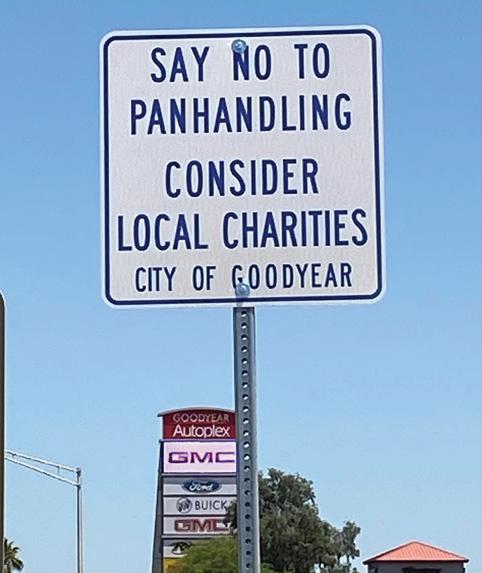 SAY NO TO
PANHANDLING
CONSIDER
LOCAL CHARITIES
CITY OF GOODYEAR
GOODYEAR
Autoplex
GMC
Ford
BUICK
GMC